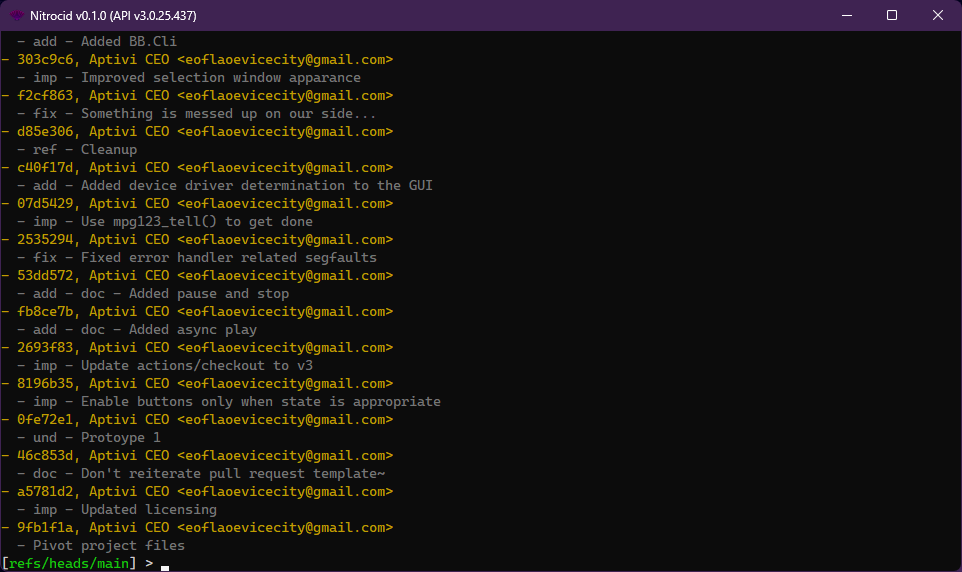 Nitrocid v0.1.0 (API v3.0.25.437)
- add - Added BB.Cli
- 303c9c6, Aptivi CEO <eoflaoevicecity@gmail.com>
- imp - Improved selection window apparance
- f2cf863, Aptivi CEO <eoflaoevicecity@gmail.com>
- fix - Something is messed up on our side...
- d85e306, Aptivi CEO <eoflaoevicecity@gmail.com>
- ref - Cleanup
- c40f17d, Aptivi CEO <eoflaoevicecity@gmail.com>
- add - Added device driver determination to the GUI
- 07d5429, Aptivi CEO <eoflaoevicecity@gmail.com>
- imp - Use mpg123_tell() to get done
- 2535294, Aptivi CEO <eoflaoevicecity@gmail.com>
- fix - Fixed error handler related segfaults
- 53dd572, Aptivi CEO <eoflaoevicecity@gmail.com>
- add - doc - Added pause and stop
- fb8ce7b, Aptivi CEO <eoflaoevicecity@gmail.com>
- add - doc - Added async play
- 2693f83, Aptivi CEO <eoflaoevicecity@gmail.com>
- imp - Update actions/checkout to v3
- 8196b35, Aptivi CEO <eoflaoevicecity@gmail.com>
- imp - Enable buttons only when state is appropriate
- 0fe72e1, Aptivi CEO <eoflaoevicecity@gmail.com>
- und - Protoype 1
- 46c853d, Aptivi CEO <eoflaoevicecity@gmail.com>
- doc - Don't reiterate pull request template~
- a5781d2, Aptivi CEO <eoflaoevicecity@gmail.com>
- imp - Updated licensing
- 9fb1f1a, Aptivi CEO <eoflaoevicecity@gmail.com>
- Pivot project files
[refs/heads/main] >